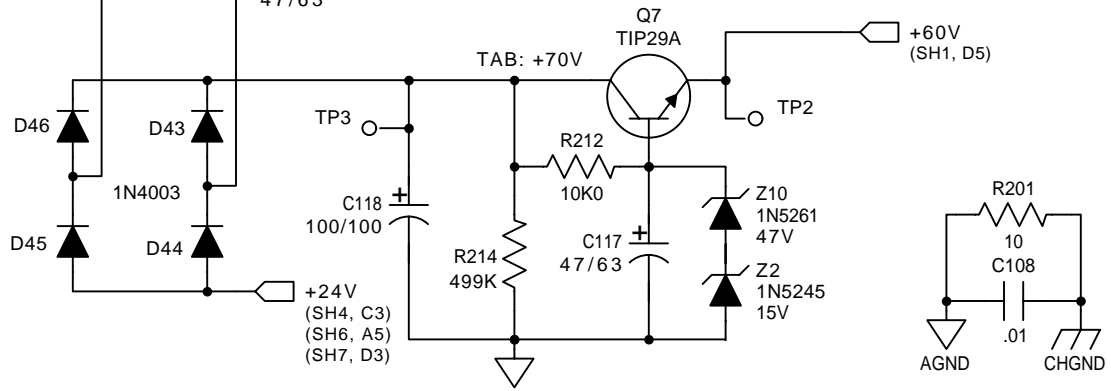 47/63
Q7
TIP29A
+60V
(SH1, D5)
TAB: +70V
D46
D43
TP3
TP2
R212
10K0
1N4003
C118
100/100
+
Z10
1N5261
47V
R201
10
D45
D44
R214
499K
C117
47/63
+
Z2
1N5245
15V
C108
.01
+24V
(SH4, C3)
(SH6, A5)
(SH7, D3)
AGND
CHGND